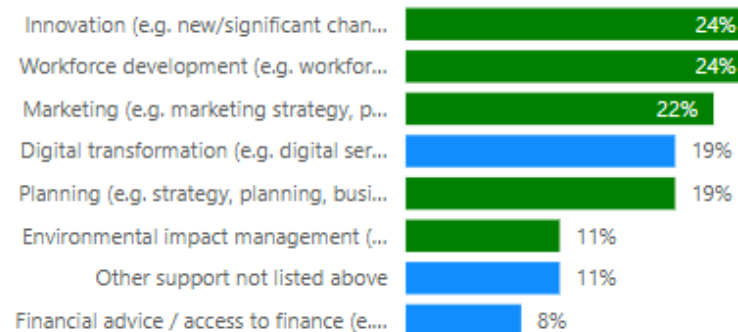 Innovation (e.g. new/significant chan... 24%
Workforce development (e.g. workfor... 24%
Marketing (e.g. marketing strategy, p... 22%
Digital transformation (e.g. digital ser... 19%
Planning (e.g. strategy, planning, busi... 19%
Environmental impact management (... 11%
Other support not listed above 11%
Financial advice / access to finance (e.... 8%